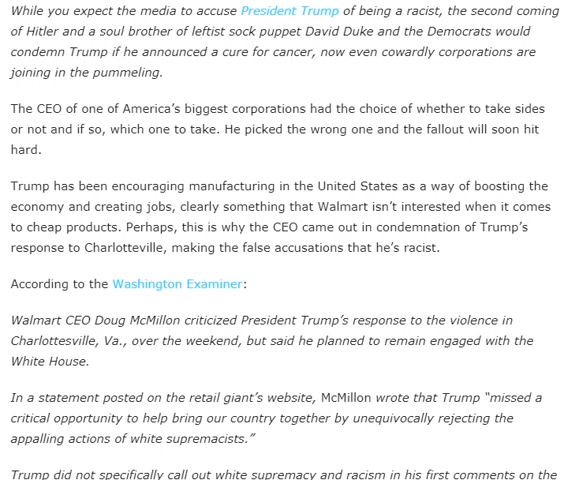 While you expect the media to accuse President Trump of being a racist, the second coming
of Hitler and a soul brother of leftist sock puppet David Duke and the Democrats would
condemn Trump if he announced a cure for cancer, now even cowardly corporations are
joining in the pummeling.
The CEO of one of America’s biggest corporations had the choice of whether to take sides
or not and if so, which one to take. He picked the wrong one and the fallout will soon hit
hard.
Trump has been encouraging manufacturing in the United States as a way of boosting the
economy and creating jobs, clearly something that Walmart isn’t interested when it comes
to cheap products. Perhaps, this is why the CEO came out in condemnation of Trump’s
response to Charlotteville, making the false accusations that he’s racist.
According to the Washington Examiner:
Walmart CEO Doug McMillon criticized President Trump’s response to the violence in
Charlottesville, Va., over the weekend, but said he planned to remain engaged with the
White House.
In a statement posted on the retail giant’s website, McMillon wrote that Trump “missed a
critical opportunity to help bring our country together by unequivocally rejecting the
appalling actions of white supremacists.”
Trump did not specifically call out white supremacy and racism in his first comments on the